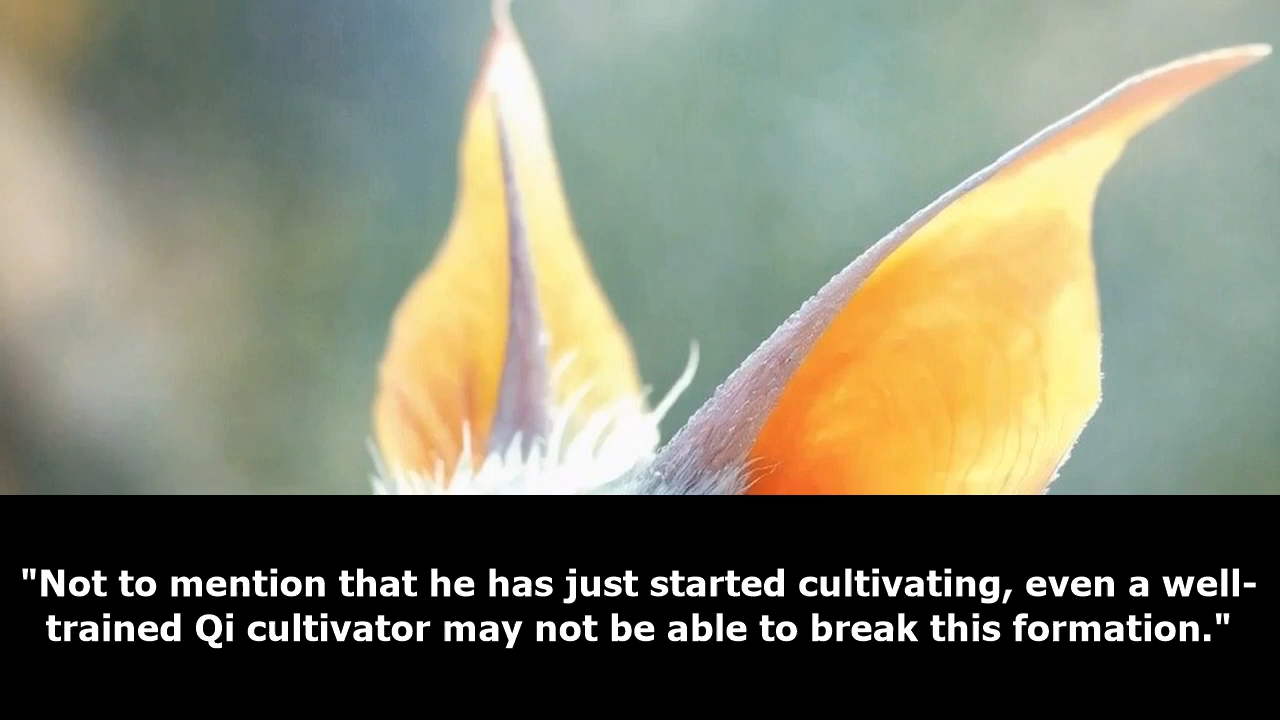 "Not to mention that he has just started cultivating, even a well-
trained Qi cultivator may not be able to break this formation."